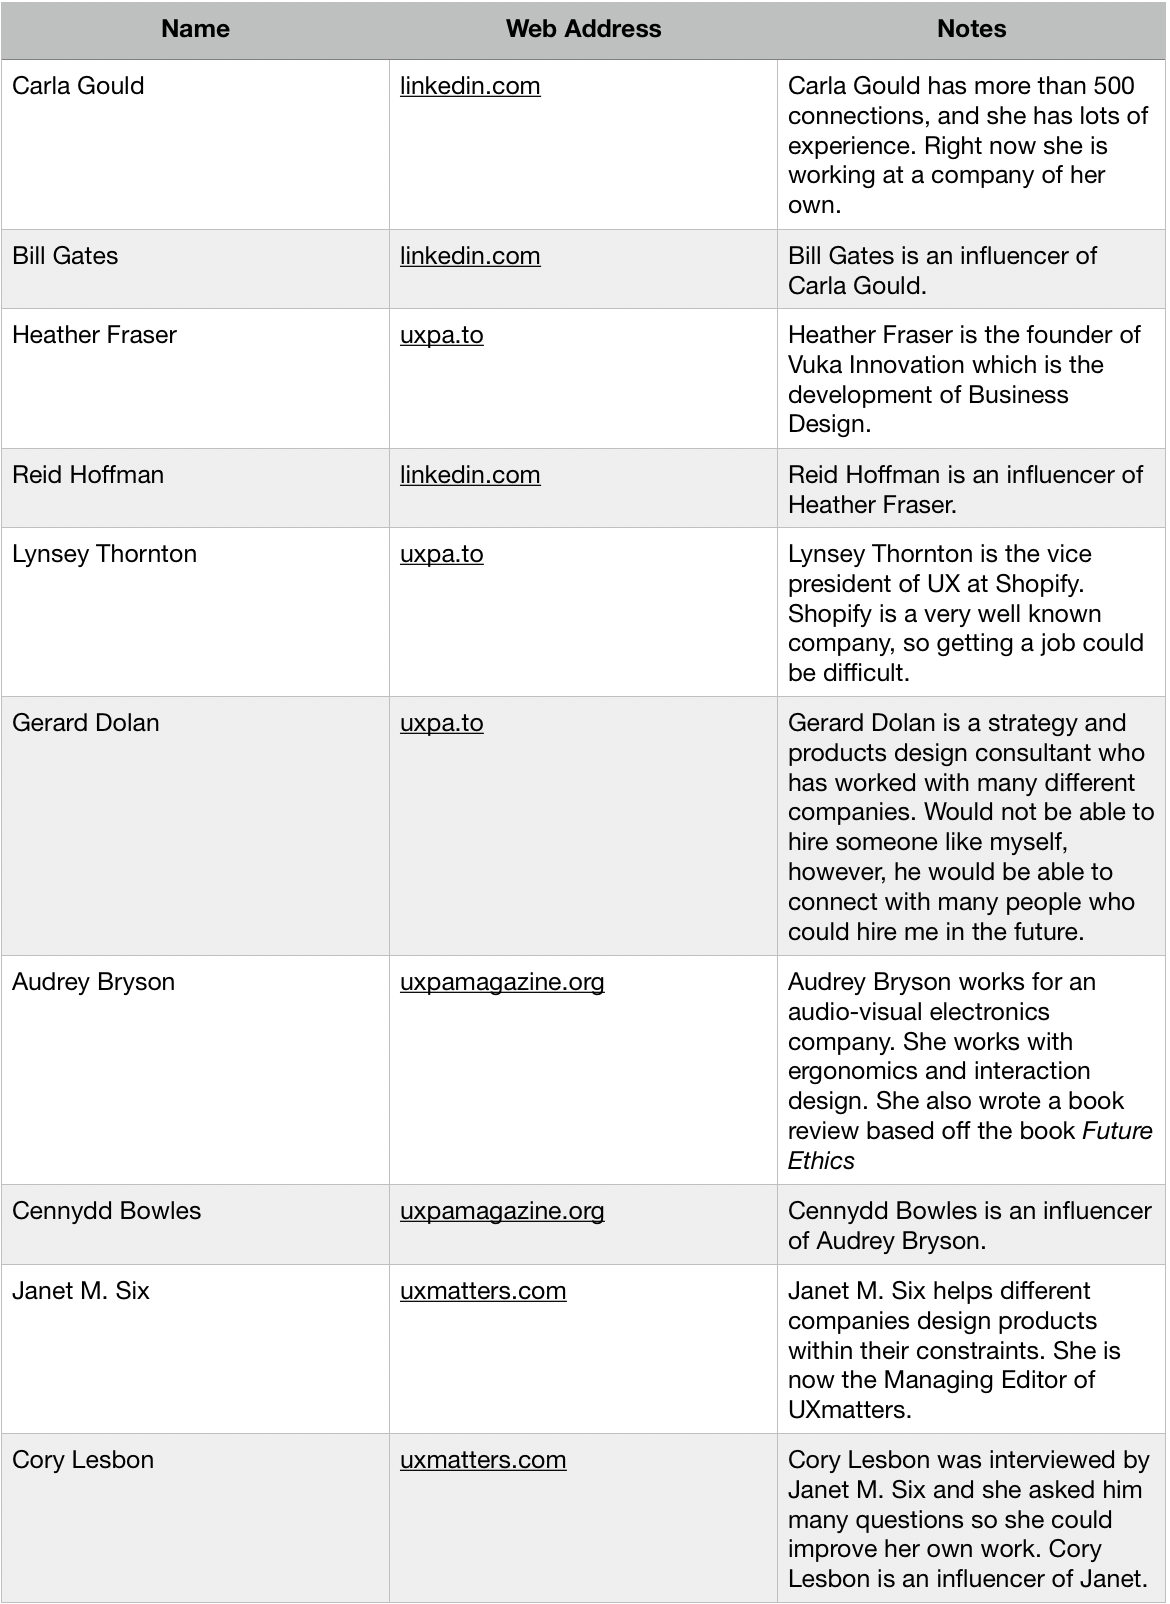 Name Web Address Notes
Carla Gould linkedin.com Carla Gould has more than 500
connections, and she has lots of
experience. Right now she is
working at a company of her
own.
Bill Gates linkedin.com Bill Gates is an influencer of
Carla Gould.
Heather Fraser uxpa.to Heather Fraser is the founder of
Vuka Innovation which is the
development of Business
Design.
Reid Hoffman linkedin.com Reid Hoffman is an influencer of
Heather Fraser.
Lynsey Thornton uxpa.to Lynsey Thornton is the vice
president of UX at Shopify.
Shopify is a very well known
company, so getting a job could
be difficult.
Gerard Dolan uxpa.to Gerard Dolan is a strategy and
products design consultant who
has worked with many different
companies. Would not be able to
hire someone like myself,
however, he would be able to
connect with many people who
could hire me in the future.
Audrey Bryson uxpamagazine.org Audrey Bryson works for an
audio-visual electronics
company. She works with
ergonomics and interaction
design. She also wrote a book
review based off the book Future
Ethics
Cennydd Bowles uxpamagazine.org Cennydd Bowles is an influencer
of Audrey Bryson.
Janet M. Six uxmatters.com Janet M. Six helps different
companies design products
within their constraints. She is
now the Managing Editor of
UXmatters.
Cory Lesbon uxmatters.com Cory Lesbon was interviewed by
Janet M. Six and she asked him
many questions so she could
improve her own work. Cory
Lesbon is an influencer of Janet.